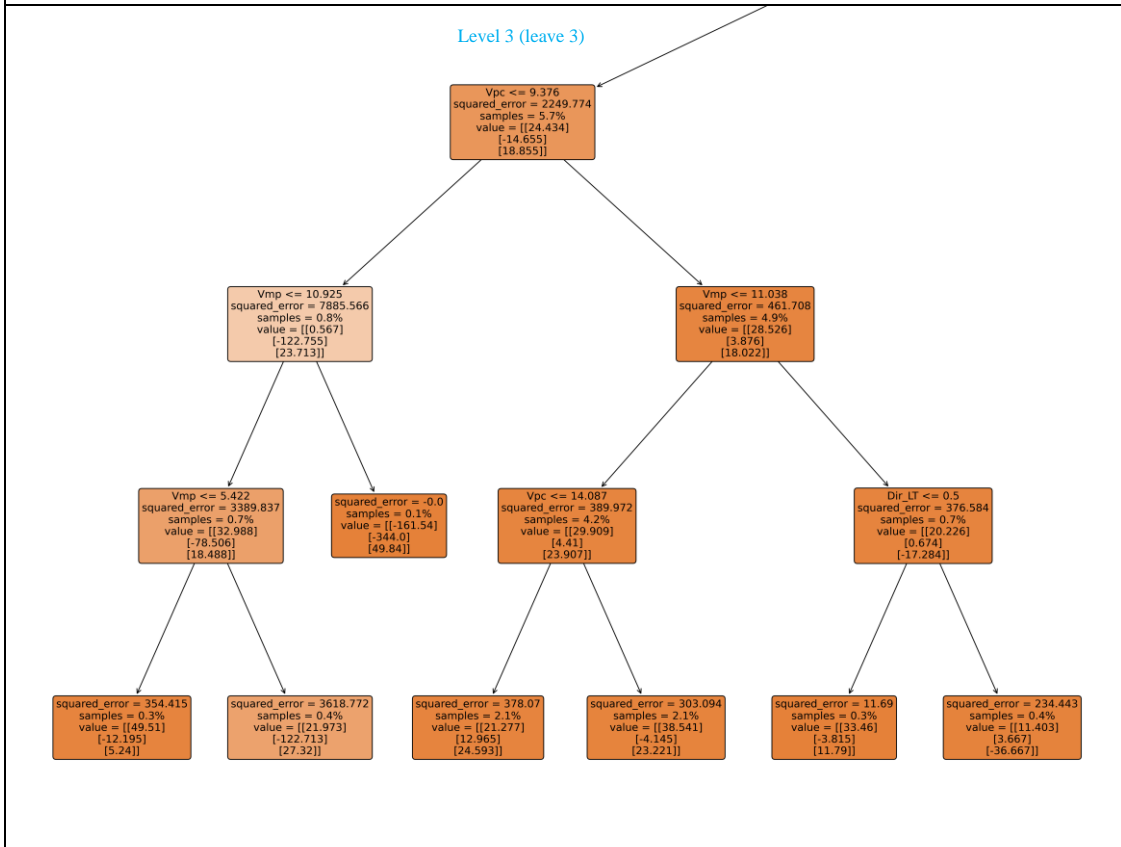 Level 3 (leave 3)
Vpc <= 9.376
squared_error = 2249.774
samples = 5.7%
value = [[24.434]
[-14.655]
[18.855]]
Vmp <= 10.925
squared_error = 7885.566
samples = 0.8%
value = [[0.567]
[-122.755]
[23.713]]
Vmp <= 11.038
squared_error = 461.708
samples = 4.9%
value = [[28.526]
[3.876]
[18.022]]
Vmp <= 5.422
squared_error = 3389.837
samples = 0.7%
value = [[32.988]
[-78.506]
[18.488]]
squared_error = -0.0
samples = 0.1%
value = [[-161.54]
[-344.0]
[49.84]]
Vpc <= 14.087
squared_error = 389.972
samples = 4.2%
value = [[29.909]
[4.41]
[23.907]]
Dir_LT <= 0.5
squared_error = 376.584
samples = 0.7%
value = [[20.226]
[0.674]
[-17.284]]
squared_error = 354.415
samples = 0.3%
value = [[49.51]
[-12.195]
[5.24]]
squared_error = 3618.772
samples = 0.4%
value = [[21.973]
[-122.713]
[27.32]]
squared_error = 378.07
samples = 2.1%
value = [[21.277]
[12.965]
[24.593]]
squared_error = 303.094
samples = 2.1%
value = [[38.541]
[-4.145]
[23.221]]
squared_error = 11.69
samples = 0.3%
value = [[33.46]
[-3.815]
[11.79]]
squared_error = 234.443
samples = 0.4%
value = [[11.403]
[3.667]
[-36.667]]